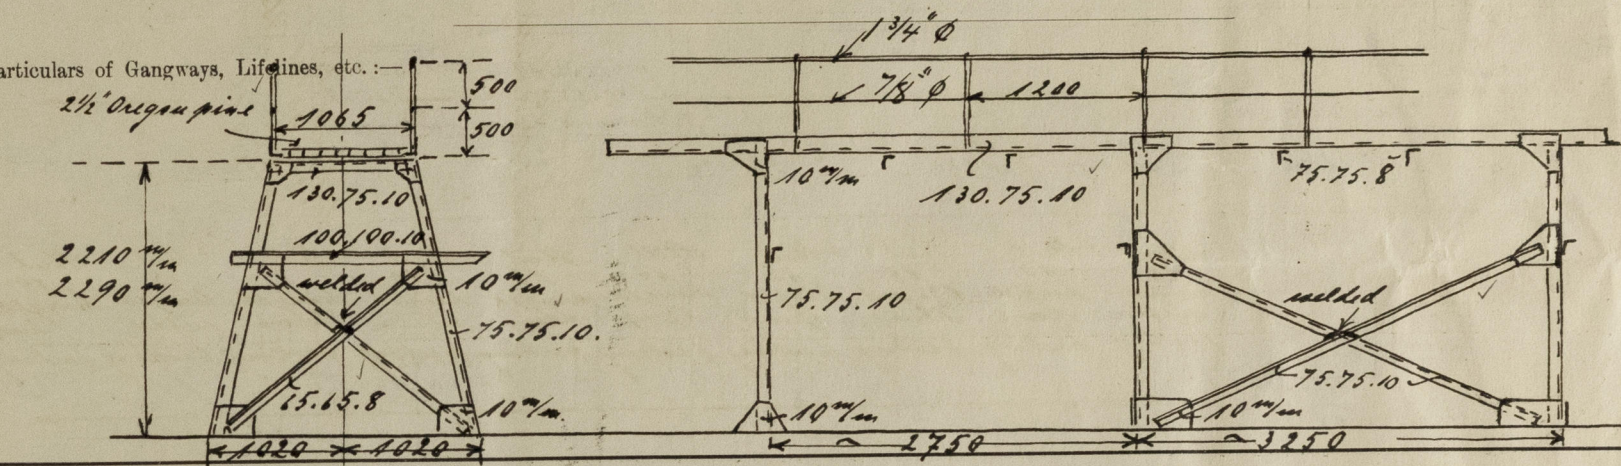 articulars of Gangways, Lifelines, etc. :—
2½" Oregon pine
1065
500
500
130.75.10
100.100.10
2210 m/m
2290 m/m
welded
10 m/m
75.75.10.
65.65.8
10 m/m
1020
1020
1 3/4" φ
7/8" φ
1200
10 m/m
130.75.10
75.75.8
75.75.10
welded
75.75.10
10 m/m
10 m/m
~ 2750
~ 3250